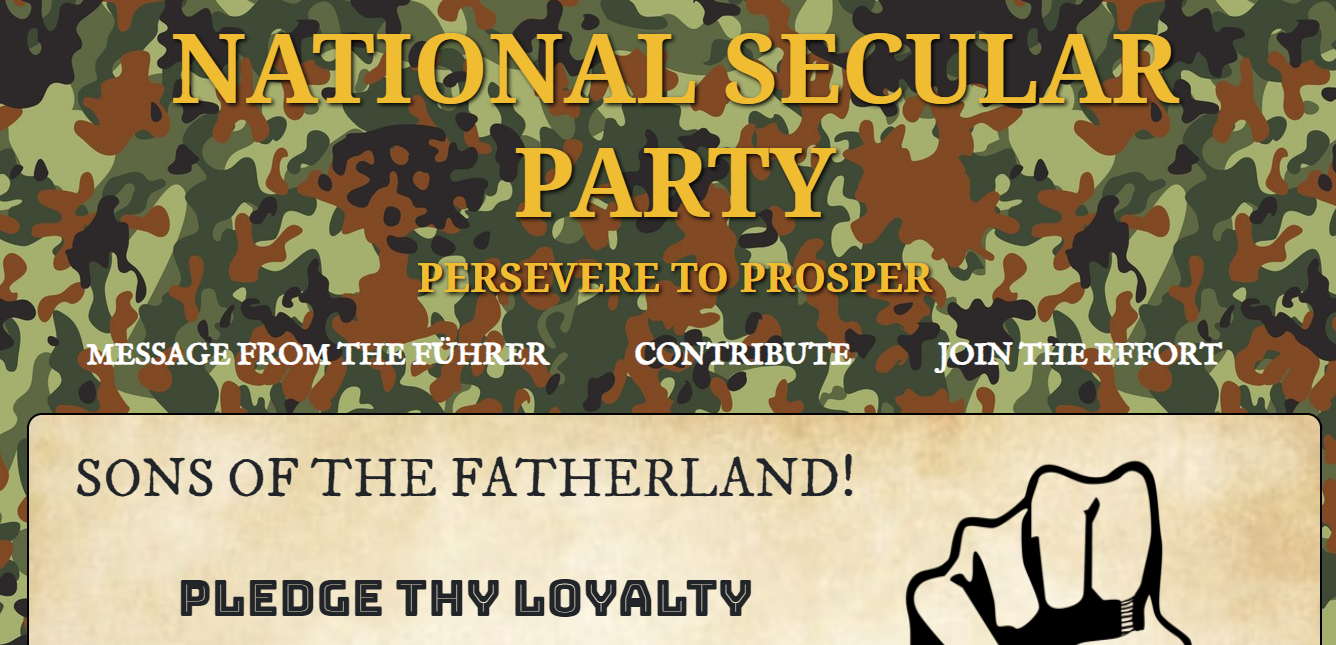 NATIONAL SECULAR
PARTY
PERSEVERE TO PROSPER
MESSAGE FROM THE FÜHRER CONTRIBUTE JOIN THE EFFORT
SONS OF THE FATHERLAND!
PLEDGE THY LOYALTY